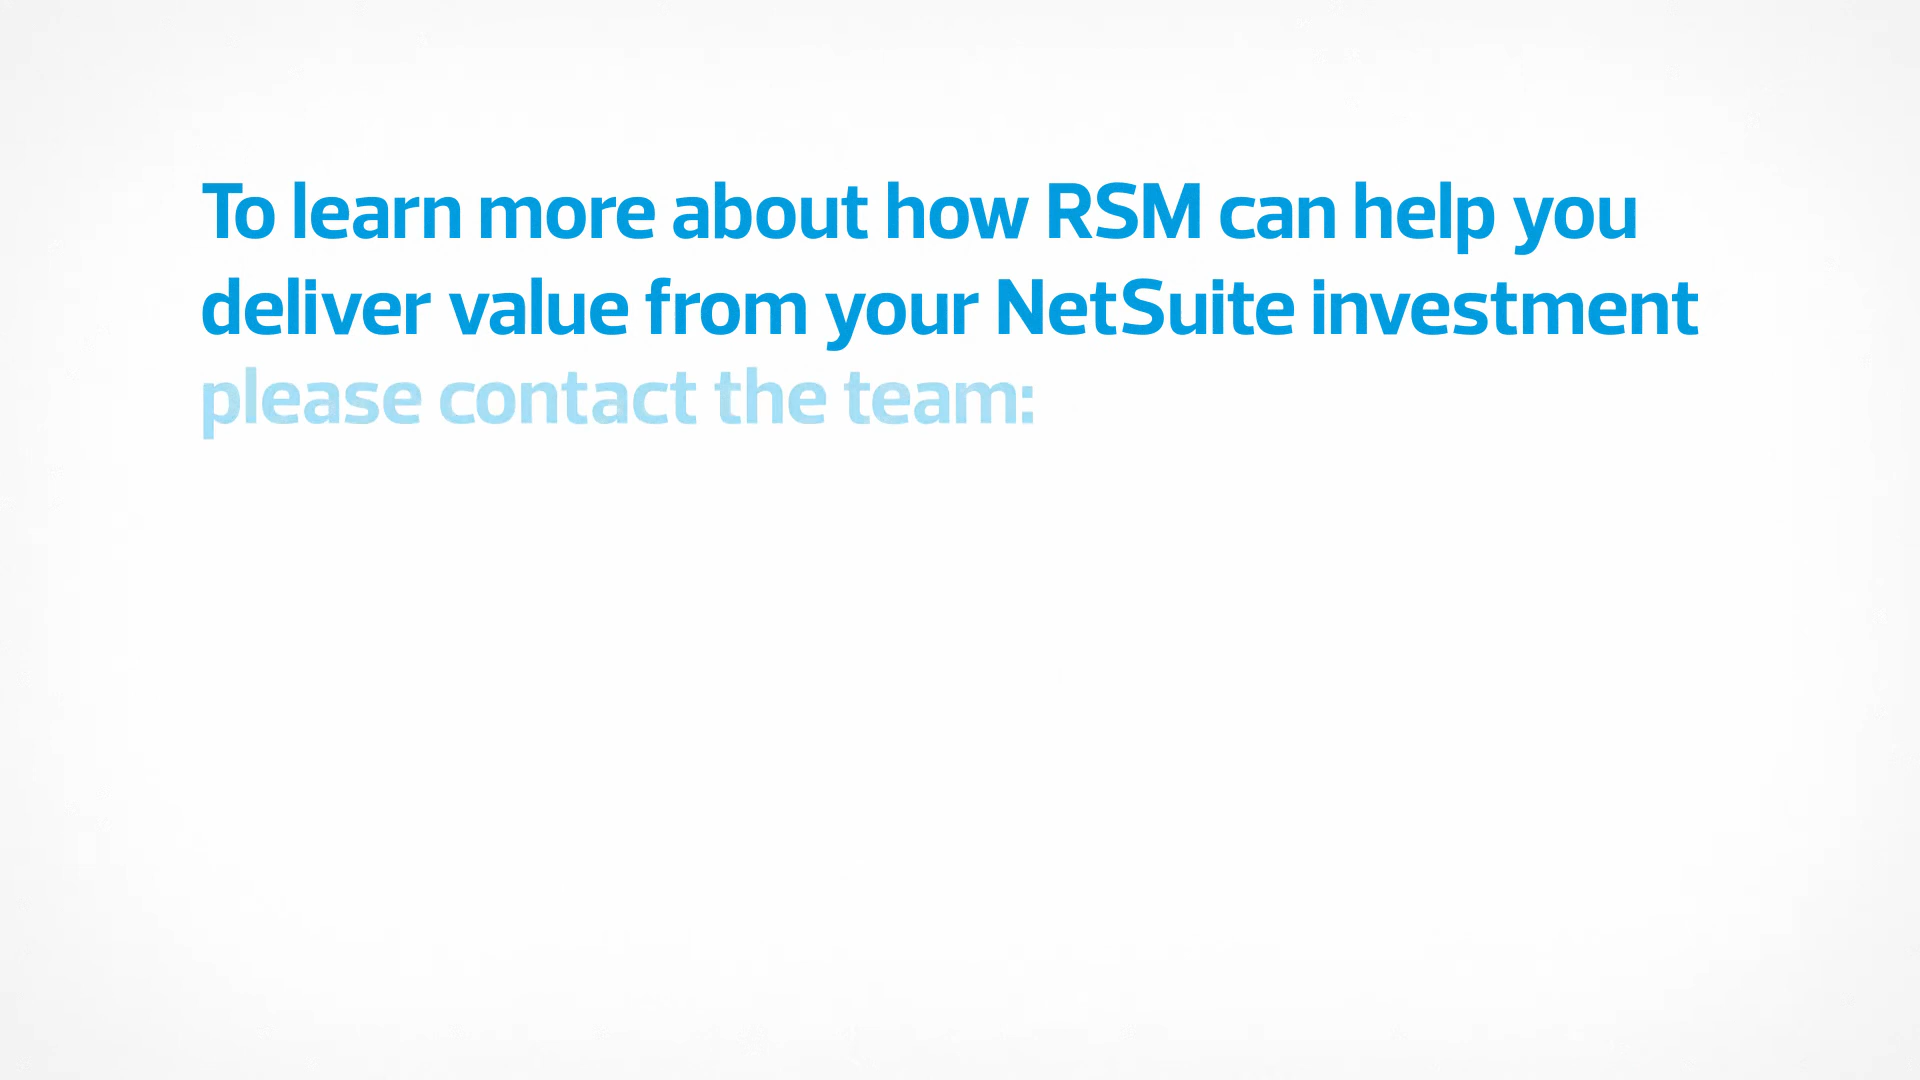 To learn more about how RSM can help you
deliver value from your NetSuite investment
please contact the team: